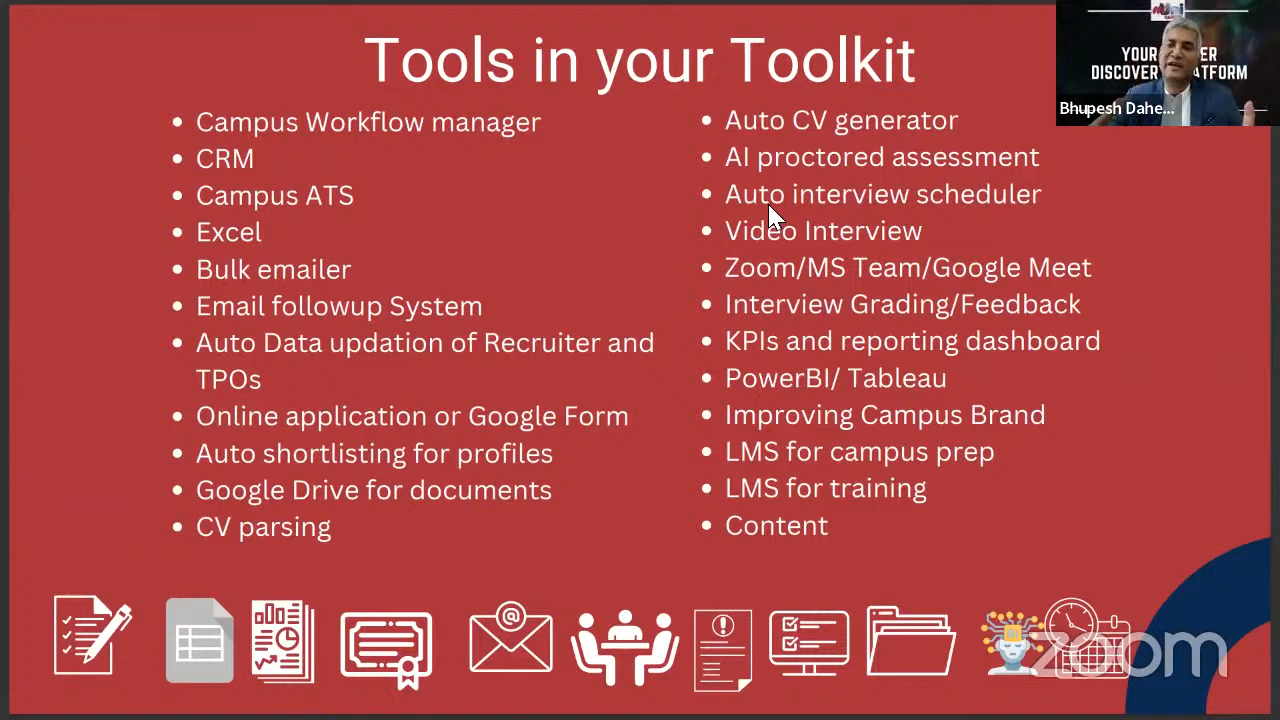 Tools in your Toolkit
Campus Workflow manager
CRM
Campus ATS
Excel
Bulk emailer
Email followup System
Auto Data updation of Recruiter and
TPOs
Online application or Google Form
Auto shortlisting for profiles
Google Drive for documents
CV parsing
Auto CV generator
AI proctored assessment
Auto interview scheduler
Video Interview
Zoom/MS Team/Google Meet
Interview Grading/Feedback
KPIs and reporting dashboard
PowerBI/ Tableau
Improving Campus Brand
LMS for campus prep
LMS for training
Content
YOUR
DISCOVER
Bhupesh Dahe...
zoom